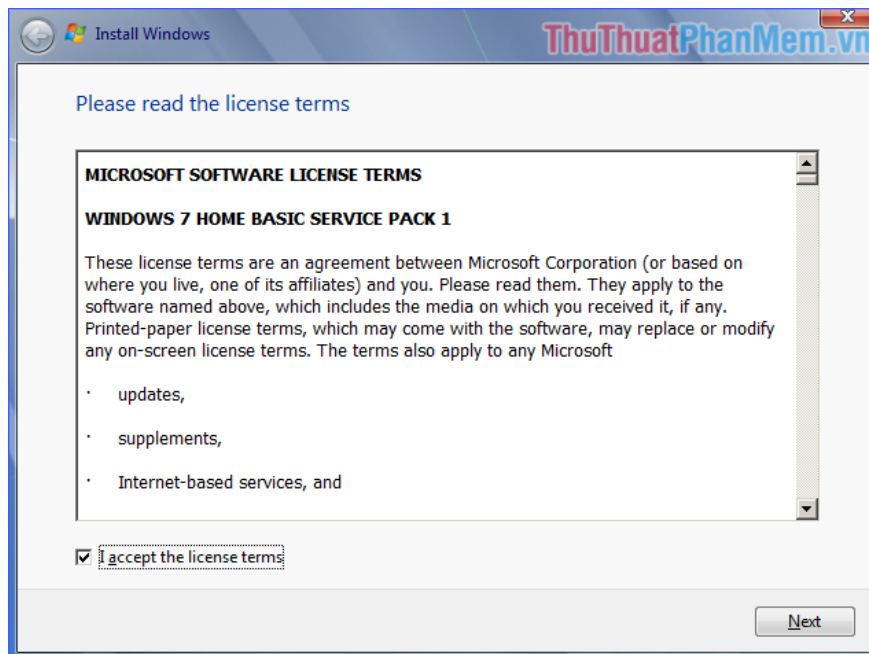 Install Windows
ThuThuatPhanMem.vn
Please read the license terms
MICROSOFT SOFTWARE LICENSE TERMS
WINDOWS 7 HOME BASIC SERVICE PACK 1
These license terms are an agreement between Microsoft Corporation (or based on
where you live, one of its affiliates) and you. Please read them. They apply to the
software named above, which includes the media on which you received it, if any.
Printed-paper license terms, which may come with the software, may replace or modify
any on-screen license terms. The terms also apply to any Microsoft
· updates,
· supplements,
· Internet-based services, and
I accept the license terms
Next